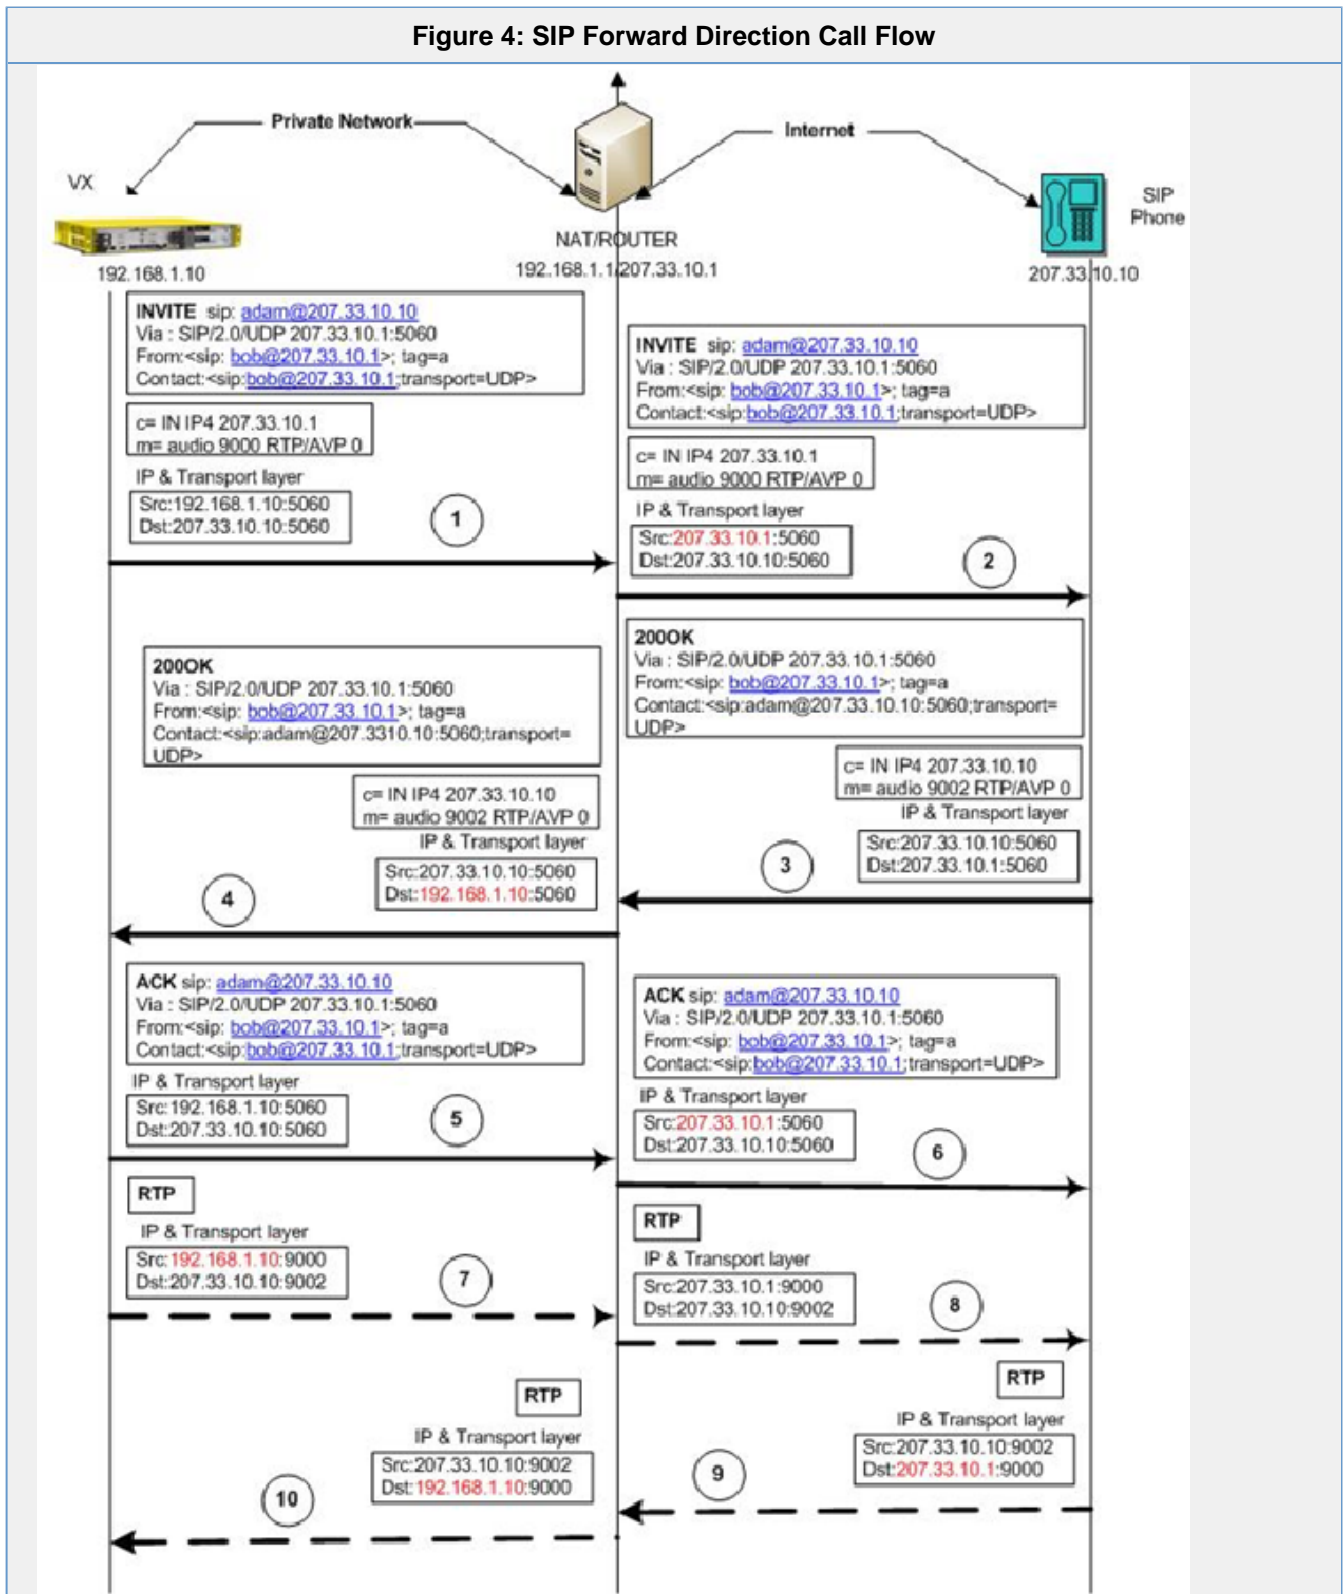 Figure 4: SIP Forward Direction Call Flow
Private Network
Internet
VX
SIP
Phone
NAT/ROUTER
192.168.1.10
192.168.1.1/207.33.10.1
207.33.10.10
INVITE sip: adam@207.33.10.10
Via : SIP/2.0/UDP 207.33.10.1:5060
From:<sip: bob@207.33.10.1>; tag=a
Contact:<sip:bob@207.33.10.1;transport=UDP>
c= IN IP4 207.33.10.1
m= audio 9000 RTP/AVP 0
IP & Transport layer
Src:192.168.1.10:5060
Dst:207.33.10.10:5060
1
INVITE sip: adam@207.33.10.10
Via : SIP/2.0/UDP 207.33.10.1:5060
From:<sip: bob@207.33.10.1>; tag=a
Contact:<sip:bob@207.33.10.1;transport=UDP>
c= IN IP4 207.33.10.1
m= audio 9000 RTP/AVP 0
IP & Transport layer
Src:207.33.10.1:5060
Dst:207.33.10.10:5060
2
200OK
Via : SIP/2.0/UDP 207.33.10.1:5060
From:<sip: bob@207.33.10.1>; tag=a
Contact:<sip:adam@207.33.10.10:5060;transport=
UDP>
c= IN IP4 207.33.10.10
m= audio 9002 RTP/AVP 0
IP & Transport layer
Src:207.33.10.10:5060
Dst:207.33.10.1:5060
3
200OK
Via : SIP/2.0/UDP 207.33.10.1:5060
From:<sip: bob@207.33.10.1>; tag=a
Contact:<sip:adam@207.3310.10:5060;transport=
UDP>
c= IN IP4 207.33.10.10
m= audio 9002 RTP/AVP 0
IP & Transport layer
Src:207.33.10.10:5060
Dst:192.168.1.10:5060
4
ACK sip: adam@207.33.10.10
Via : SIP/2.0/UDP 207.33.10.1:5060
From:<sip: bob@207.33.10.1>; tag=a
Contact:<sip:bob@207.33.10.1;transport=UDP>
IP & Transport layer
Src:192.168.1.10:5060
Dst:207.33.10.10:5060
5
ACK sip: adam@207.33.10.10
Via : SIP/2.0/UDP 207.33.10.1:5060
From:<sip: bob@207.33.10.1>; tag=a
Contact:<sip:bob@207.33.10.1;transport=UDP>
IP & Transport layer
Src:207.33.10.1:5060
Dst:207.33.10.10:5060
6
RTP
IP & Transport layer
Src:192.168.1.10:9000
Dst:207.33.10.10:9002
7
RTP
IP & Transport layer
Src:207.33.10.1:9000
Dst:207.33.10.10:9002
8
RTP
IP & Transport layer
Src:207.33.10.10:9002
Dst:207.33.10.1:9000
9
RTP
IP & Transport layer
Src:207.33.10.10:9002
Dst:192.168.1.10:9000
10